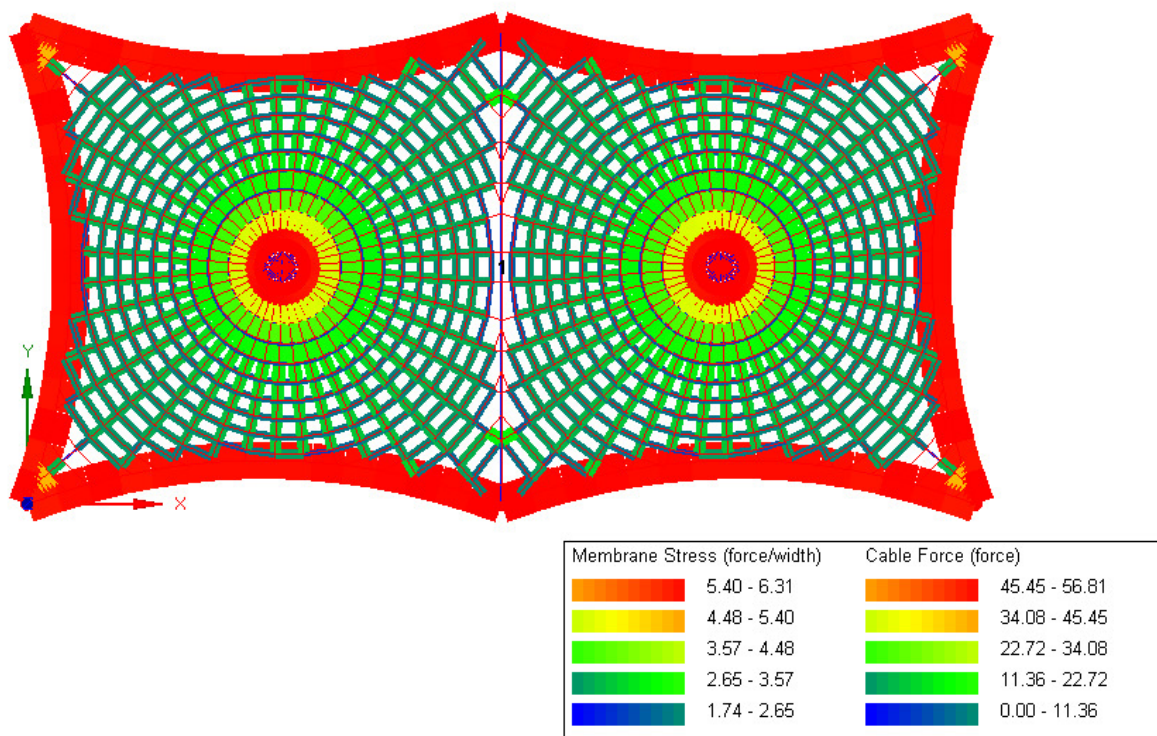 1
Y
X
Membrane Stress (force/width) Cable Force (force)
5.40 - 6.31 45.45 - 56.81
4.48 - 5.40 34.08 - 45.45
3.57 - 4.48 22.72 - 34.08
2.65 - 3.57 11.36 - 22.72
1.74 - 2.65 0.00 - 11.36